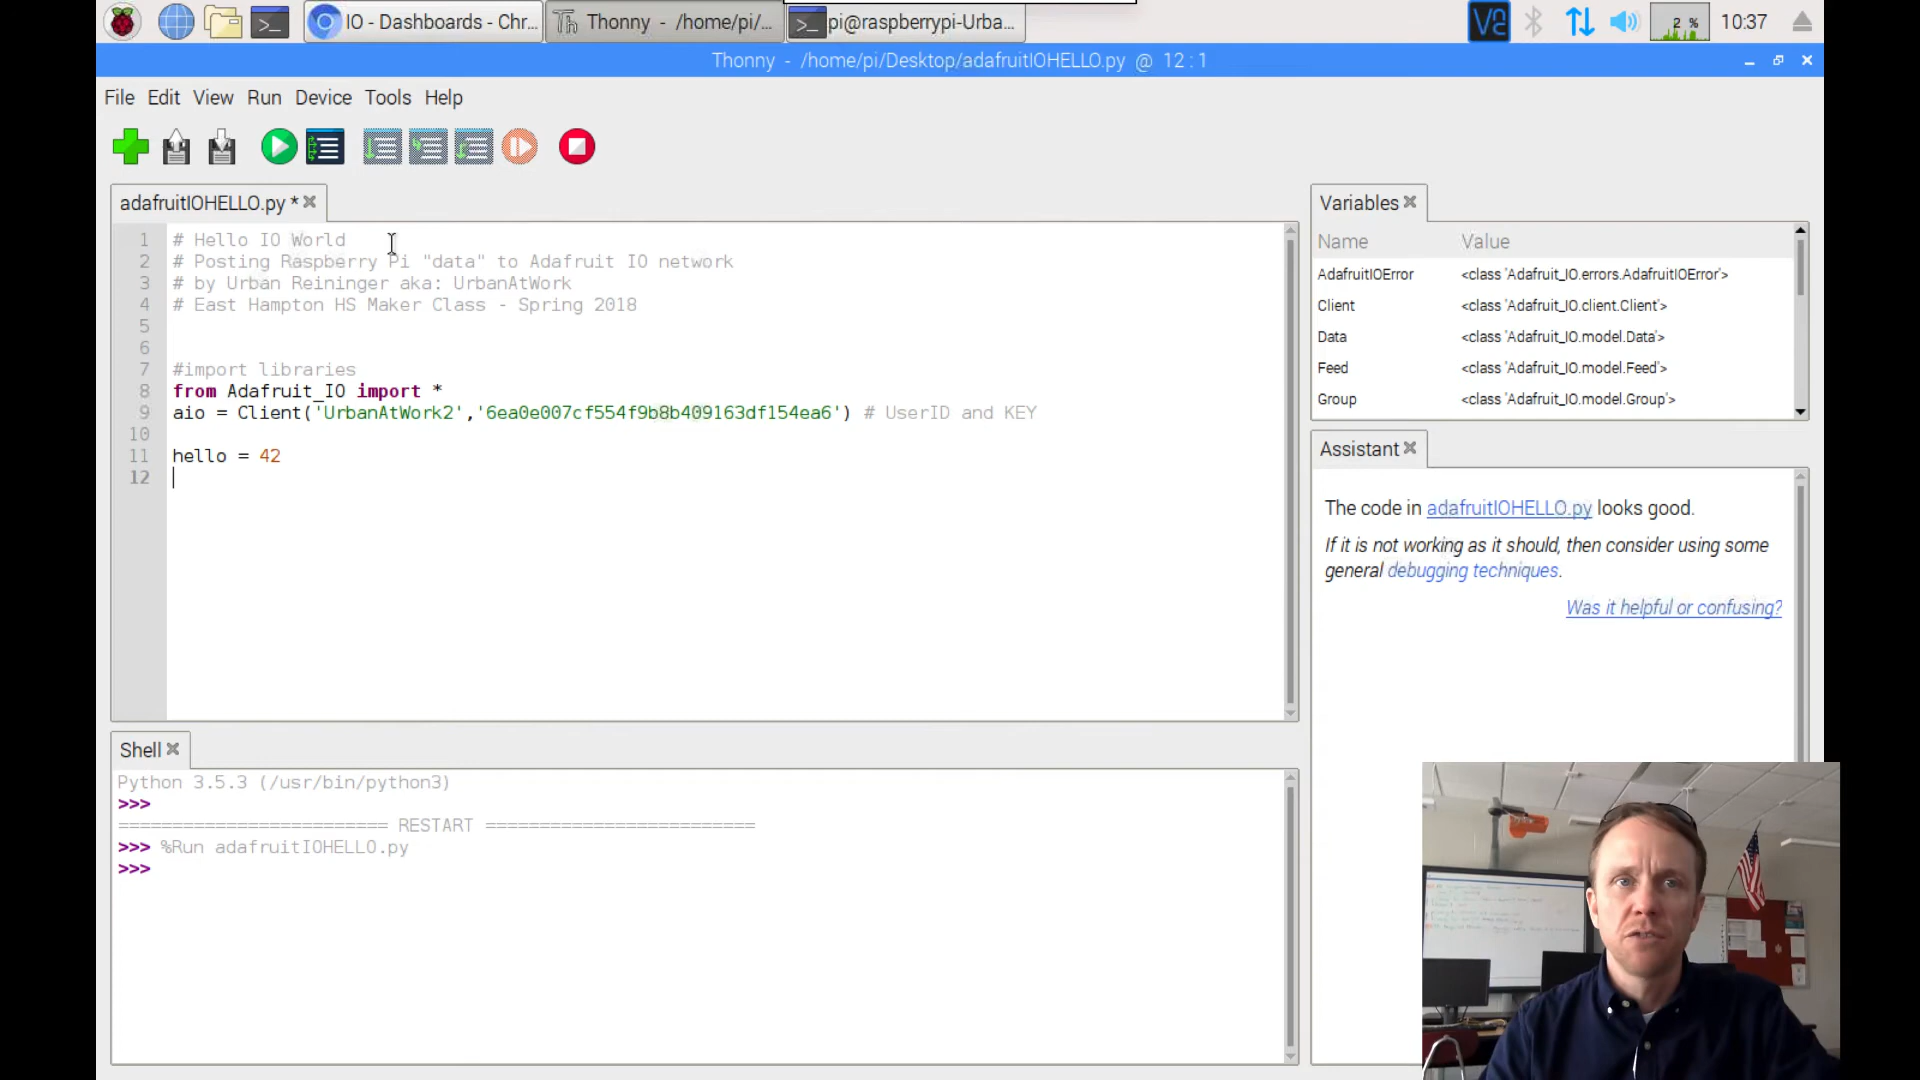 IO - Dashboards - Chr...
Thonny - /home/pi/...
pi@raspberrypi-Urba...
2 %
10:37
Thonny - /home/pi/Desktop/adafruitIOHELLO.py @ 12 : 1
File Edit View Run Device Tools Help
adafruitIOHELLO.py *
1 # Hello IO World
2 # Posting Raspberry Pi "data" to Adafruit IO network
3 # by Urban Reininger aka: UrbanAtWork
4 # East Hampton HS Maker Class - Spring 2018
5
6
7 #import libraries
8 from Adafruit_IO import *
9 aio = Client('UrbanAtWork2','6ea0e007cf554f9b8b409163df154ea6') # UserID and KEY
10
11 hello = 42
12
Shell
Python 3.5.3 (/usr/bin/python3)
>>>
========================= RESTART =========================
>>> %Run adafruitIOHELLO.py
>>>
Variables
Name Value
AdafruitIOError <class 'Adafruit_IO.errors.AdafruitIOError'>
Client <class 'Adafruit_IO.client.Client'>
Data <class 'Adafruit_IO.model.Data'>
Feed <class 'Adafruit_IO.model.Feed'>
Group <class 'Adafruit_IO.model.Group'>
Assistant
The code in adafruitIOHELLO.py looks good.
If it is not working as it should, then consider using some
general debugging techniques.
Was it helpful or confusing?